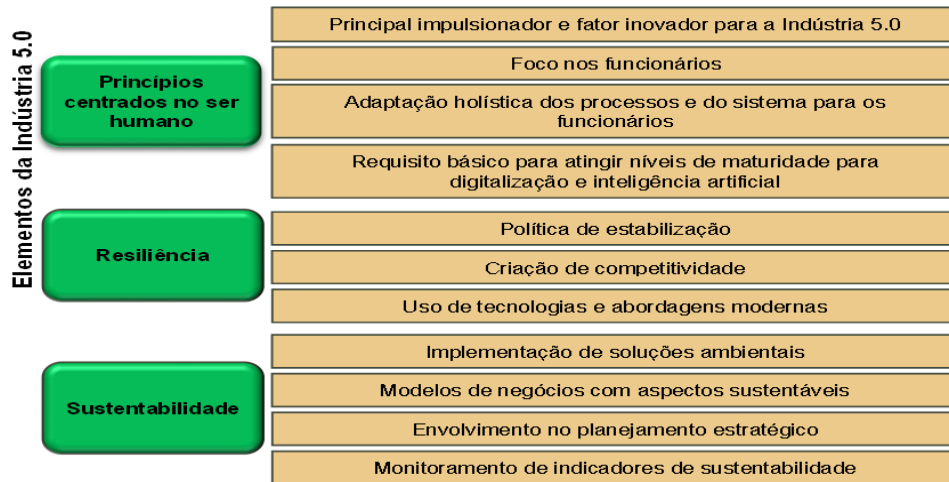 Elementos da Indústria 5.0
Princípios
centrados no ser
humano
Principal impulsionador e fator inovador para a Indústria 5.0
Foco nos funcionários
Adaptação holística dos processos e do sistema para os
funcionários
Requisito básico para atingir níveis de maturidade para
digitalização e inteligência artificial
Resiliência
Política de estabilização
Criação de competitividade
Uso de tecnologias e abordagens modernas
Sustentabilidade
Implementação de soluções ambientais
Modelos de negócios com aspectos sustentáveis
Envolvimento no planejamento estratégico
Monitoramento de indicadores de sustentabilidade